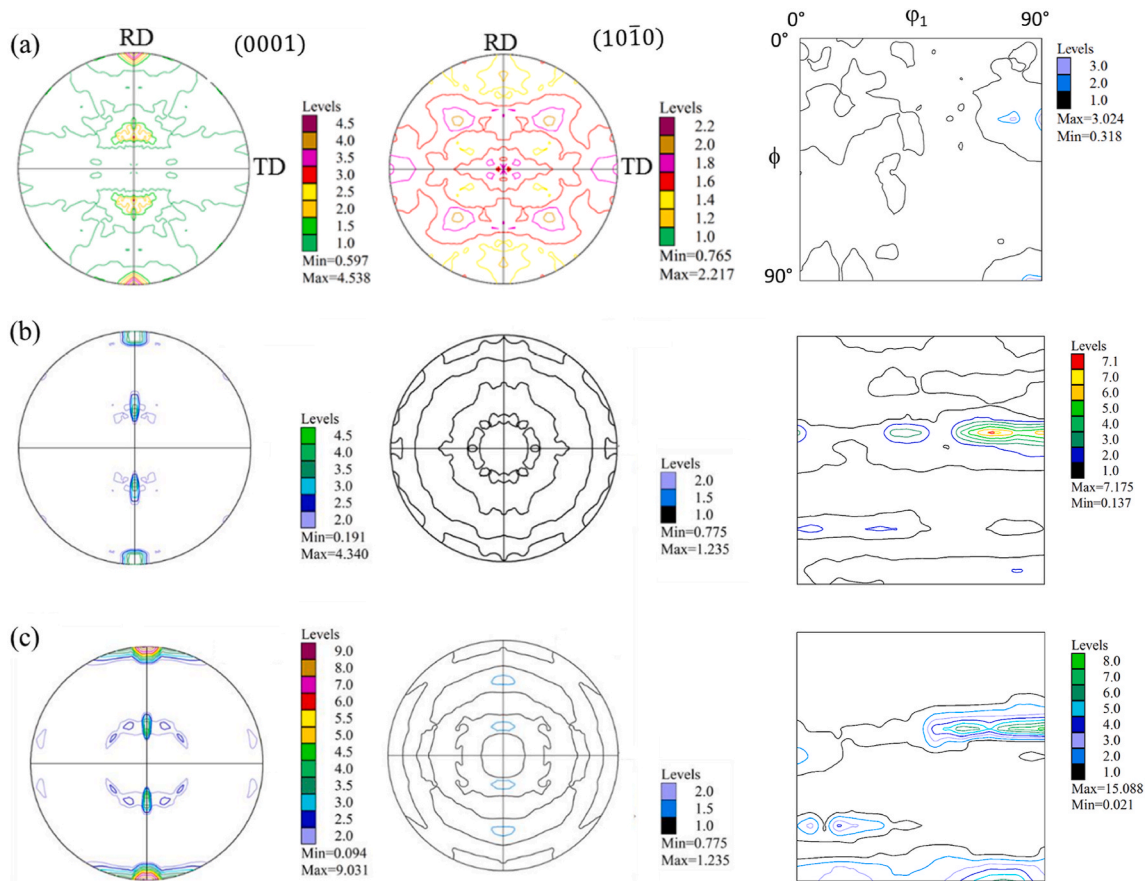 (a)
RD
(0001)
TD
Levels
4.5
4.0
3.5
3.0
2.5
2.0
1.5
1.0
Min=0.597
Max=4.538
RD
(101̄0)
TD
Levels
2.2
2.0
1.8
1.6
1.4
1.2
1.0
Min=0.765
Max=2.217
0° φ₁ 90°
0°
ϕ
90°
Levels
3.0
2.0
1.0
Max=3.024
Min=0.318
(b)
Levels
4.5
4.0
3.5
3.0
2.5
2.0
Min=0.191
Max=4.340
Levels
2.0
1.5
1.0
Min=0.775
Max=1.235
Levels
7.1
7.0
6.0
5.0
4.0
3.0
2.0
1.0
Max=7.175
Min=0.137
(c)
Levels
9.0
8.0
7.0
6.0
5.5
5.0
4.5
4.0
3.5
3.0
2.5
2.0
Min=0.094
Max=9.031
Levels
2.0
1.5
1.0
Min=0.775
Max=1.235
Levels
8.0
7.0
6.0
5.0
4.0
3.0
2.0
1.0
Max=15.088
Min=0.021